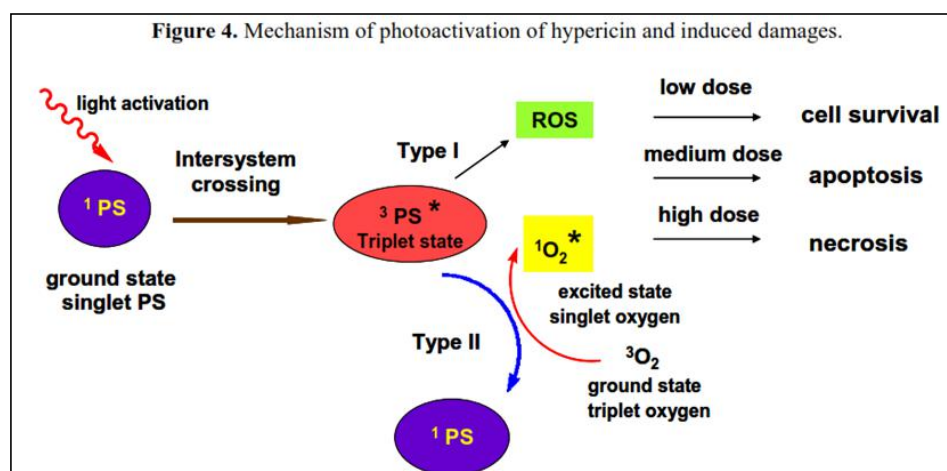 Figure 4. Mechanism of photoactivation of hypericin and induced damages.
light activation
¹ PS
ground state
singlet PS
Intersystem
crossing
³ PS *
Triplet state
Type I
ROS
¹O₂*
excited state
singlet oxygen
³O₂
ground state
triplet oxygen
Type II
¹ PS
low dose
cell survival
medium dose
apoptosis
high dose
necrosis